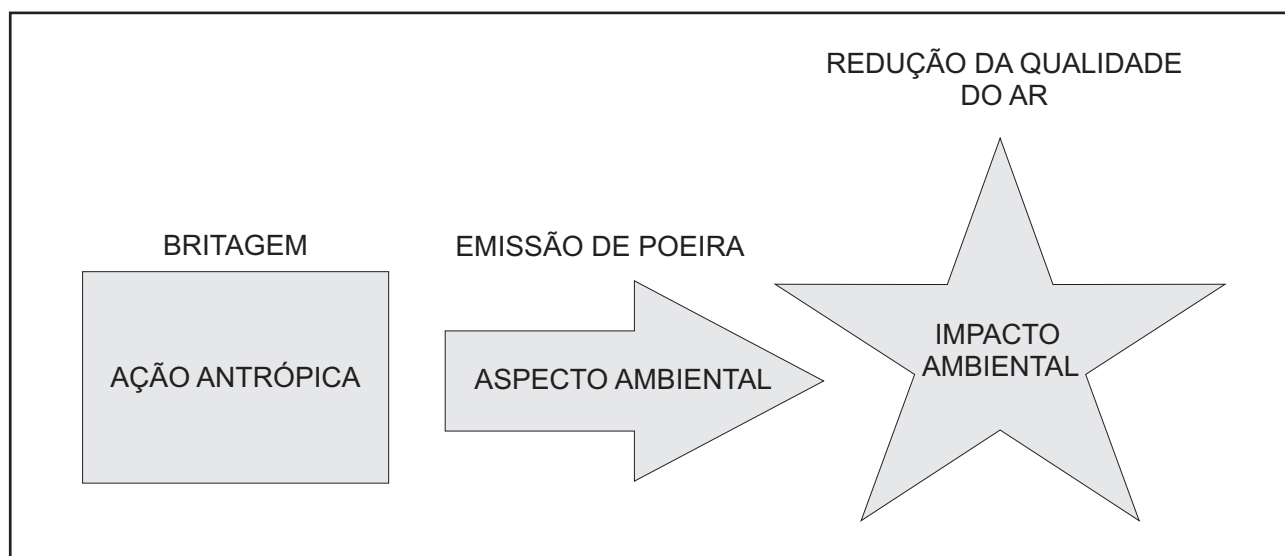 BRITAGEM
AÇÃO ANTRÓPICA
EMISSÃO DE POEIRA
ASPECTO AMBIENTAL
REDUÇÃO DA QUALIDADE
DO AR
IMPACTO
AMBIENTAL